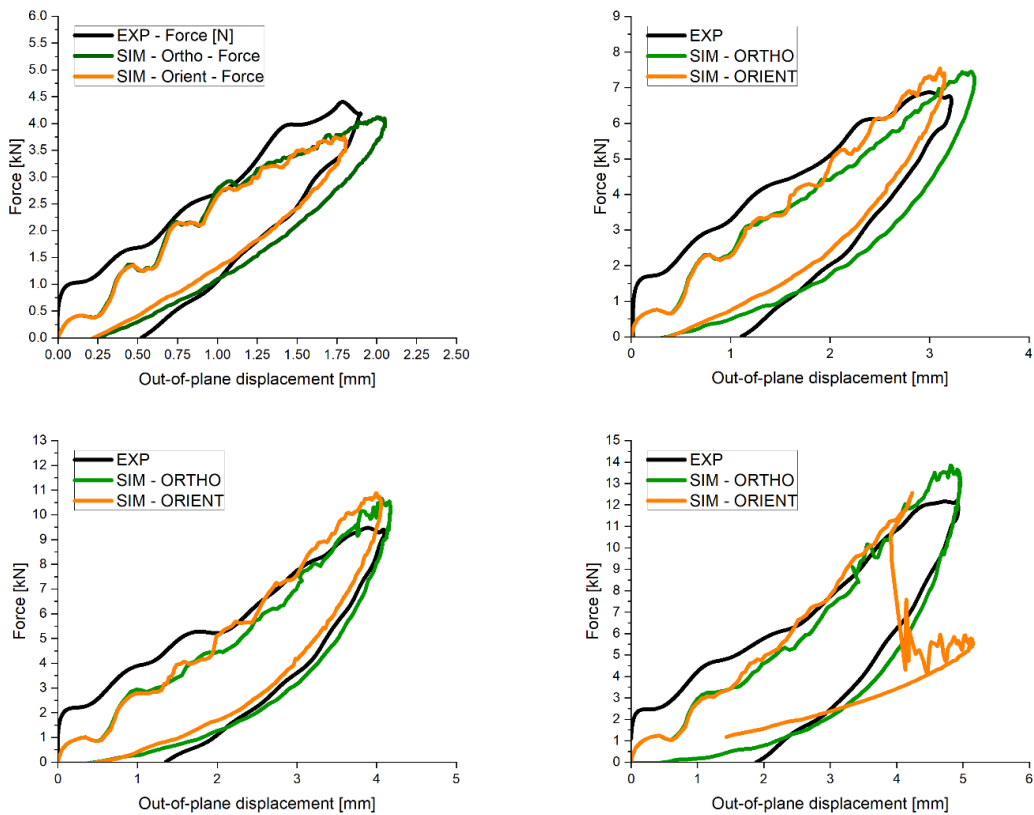 6.0
5.5
5.0
4.5
4.0
3.5
3.0
2.5
2.0
1.5
1.0
0.5
0.0
Force [kN]
EXP - Force [N]
SIM - Ortho - Force
SIM - Orient - Force
0.00 0.25 0.50 0.75 1.00 1.25 1.50 1.75 2.00 2.25 2.50
Out-of-plane displacement [mm]
9
8
7
6
5
4
3
2
1
0
Force [kN]
EXP
SIM - ORTHO
SIM - ORIENT
0 1 2 3 4
Out-of-plane displacement [mm]
13
12
11
10
9
8
7
6
5
4
3
2
1
0
Force [kN]
EXP
SIM - ORTHO
SIM - ORIENT
0 1 2 3 4 5
Out-of-plane displacement [mm]
15
14
13
12
11
10
9
8
7
6
5
4
3
2
1
0
Force [kN]
EXP
SIM - ORTHO
SIM - ORIENT
0 1 2 3 4 5 6
Out-of-plane displacement [mm]